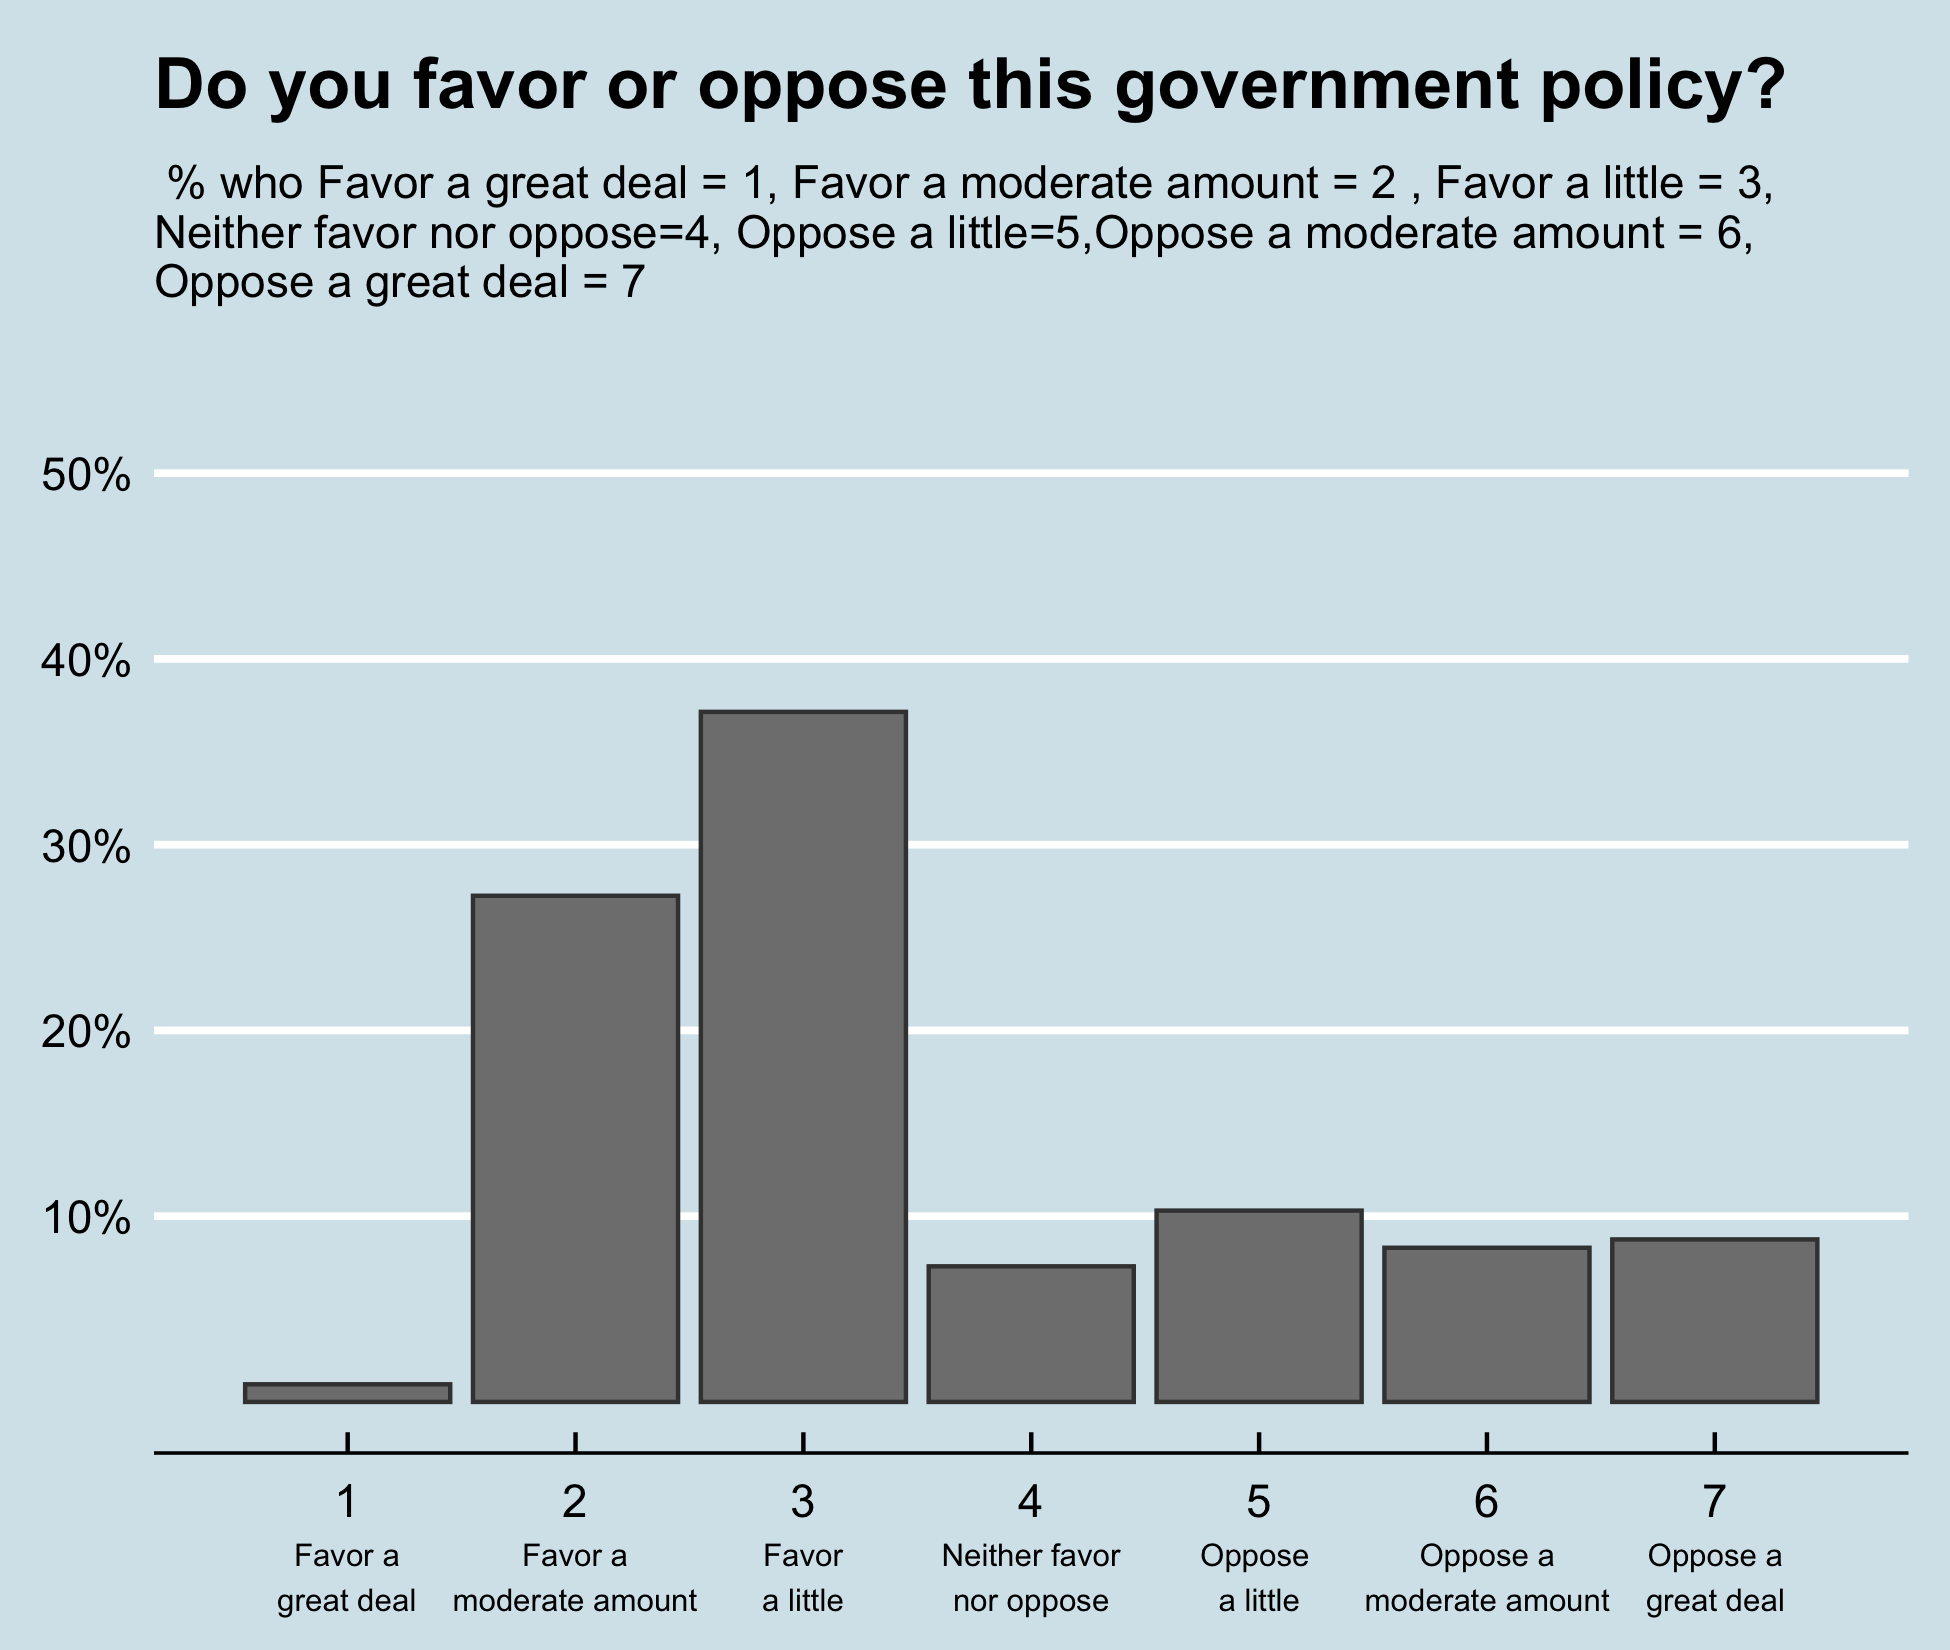 Do you favor or oppose this government policy?
% who Favor a great deal = 1, Favor a moderate amount = 2 , Favor a little = 3,
Neither favor nor oppose=4, Oppose a little=5,Oppose a moderate amount = 6,
Oppose a great deal = 7
50%
40%
30%
20%
10%
1 2 3 4 5 6 7
Favor a Favor a Favor Neither favor Oppose Oppose a Oppose a
great deal moderate amount a little nor oppose a little moderate amount great deal